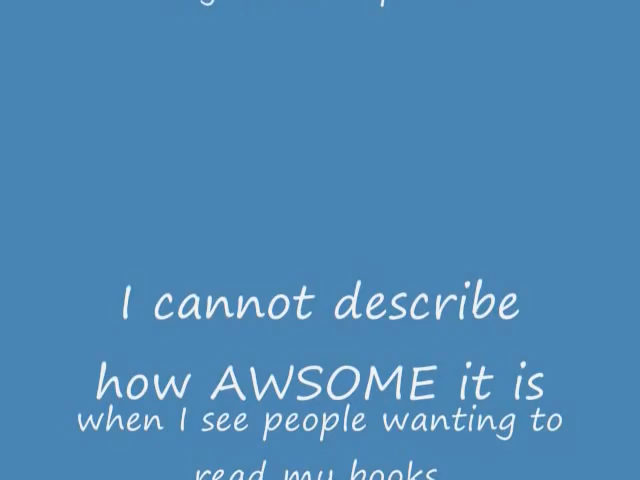 I cannot describe
how AWSOME it is
when I see people wanting to
read my books